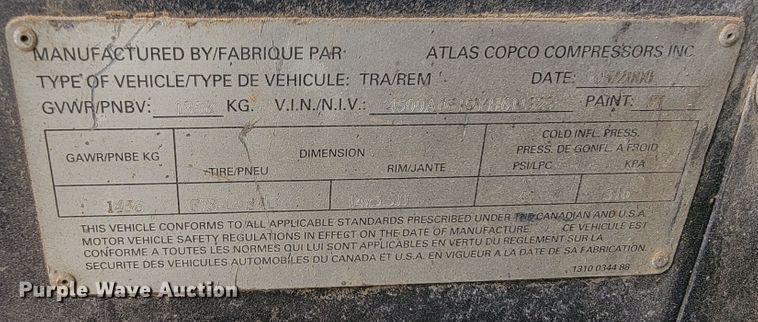 MANUFACTURED BY/FABRIQUE PAR ATLAS COPCO COMPRESSORS INC
TYPE OF VEHICLE/TYPE DE VEHICULE: TRA/REM DATE: /2000
GVWR/PNBV: KG. V.I.N./N.I.V.: PAINT:
COLD INFL. PRESS.
GAWR/PNBE KG DIMENSION PRESS. DE GONFL. A FROID
TIRE/PNEU RIM/JANTE PSI/LPC KPA
THIS VEHICLE CONFORMS TO ALL APPLICABLE STANDARDS PRESCRIBED UNDER THE CANADIAN AND U.S.A.
MOTOR VEHICLE SAFETY REGULATIONS IN EFFECT ON THE DATE OF MANUFACTURE. / CE VEHICULE EST
CONFORME A TOUTES LES NORMES QUI LUI SONT APPLICABLES EN VERTU DU REGLEMENT SUR LA
SECURITE DES VEHICULES AUTOMOBILES DU CANADA ET U.S.A. EN VIGUEUR A LA DATE DE SA FABRICATION.
1310 0344 88
Purple Wave Auction